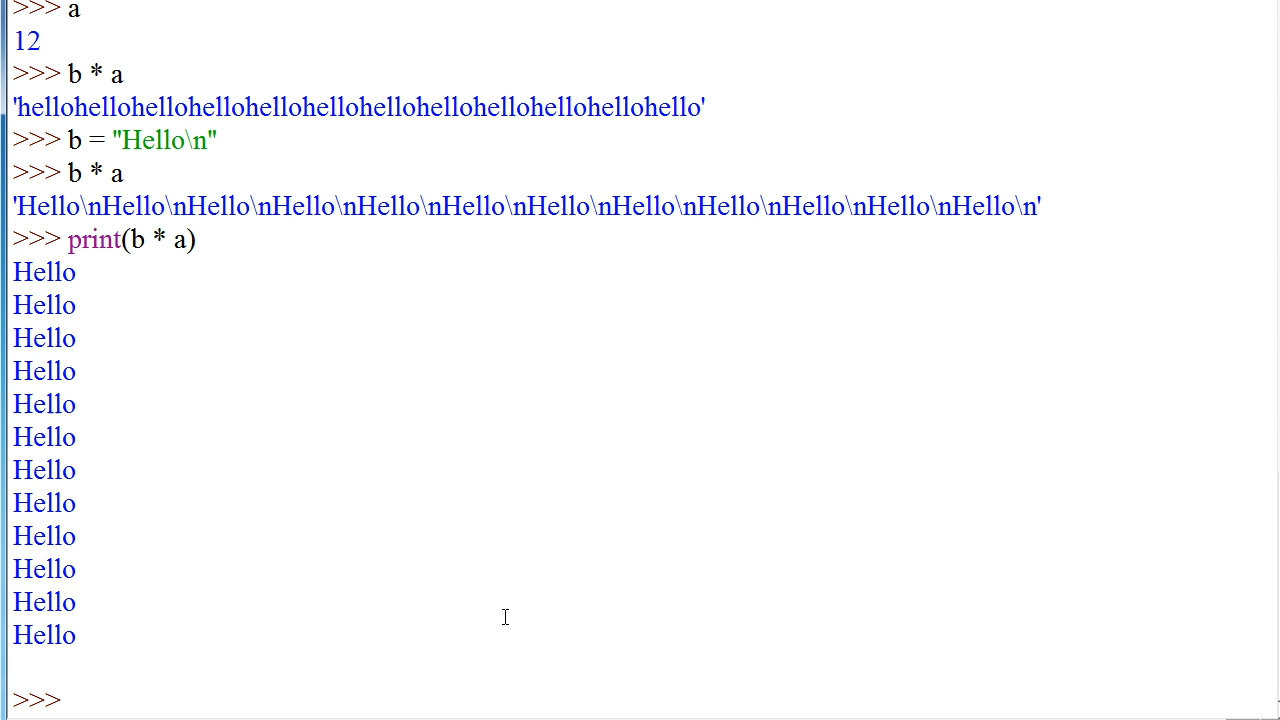 >>> a
12
>>> b * a
'hellohellohellohellohellohellohellohellohellohellohellohello'
>>> b = "Hello\n"
>>> b * a
'Hello\nHello\nHello\nHello\nHello\nHello\nHello\nHello\nHello\nHello\nHello\nHello\n'
>>> print(b * a)
Hello
Hello
Hello
Hello
Hello
Hello
Hello
Hello
Hello
Hello
Hello
Hello
>>>